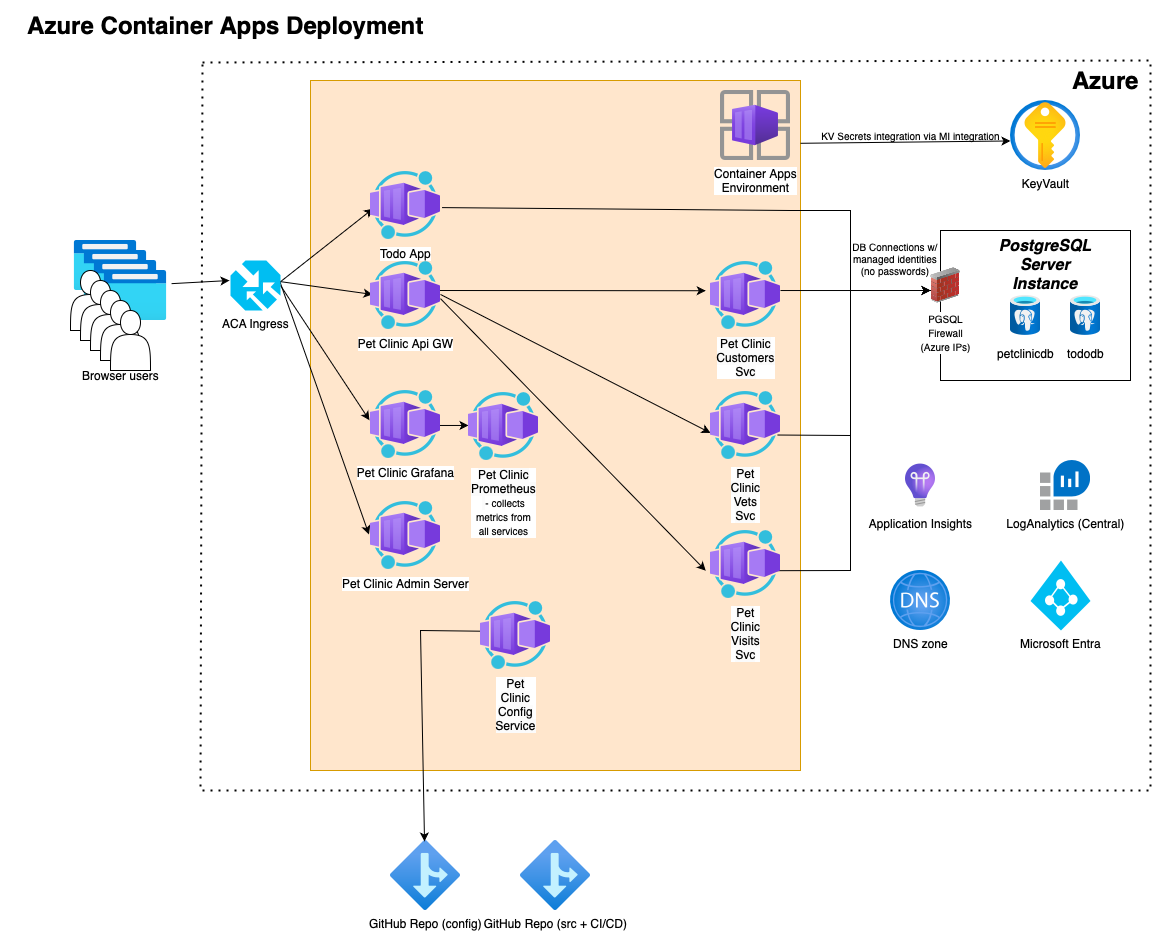 Azure Container Apps Deployment
Azure
KV Secrets integration via MI integration
Container Apps
Environment
KeyVault
Todo App
DB Connections w/
managed identities
(no passwords)
PostgreSQL
Server
Instance
ACA Ingress
Pet Clinic Api GW
Pet Clinic
Customers
Svc
PGSQL
Firewall
(Azure IPs)
petclinicdb
tododb
Browser users
Pet Clinic Grafana
Pet Clinic
Prometheus
- collects
metrics from
all services
Pet
Clinic
Vets
Svc
Application Insights
LogAnalytics (Central)
Pet Clinic Admin Server
DNS
DNS zone
Microsoft Entra
Pet
Clinic
Visits
Svc
Pet
Clinic
Config
Service
GitHub Repo (config)
GitHub Repo (src + CI/CD)